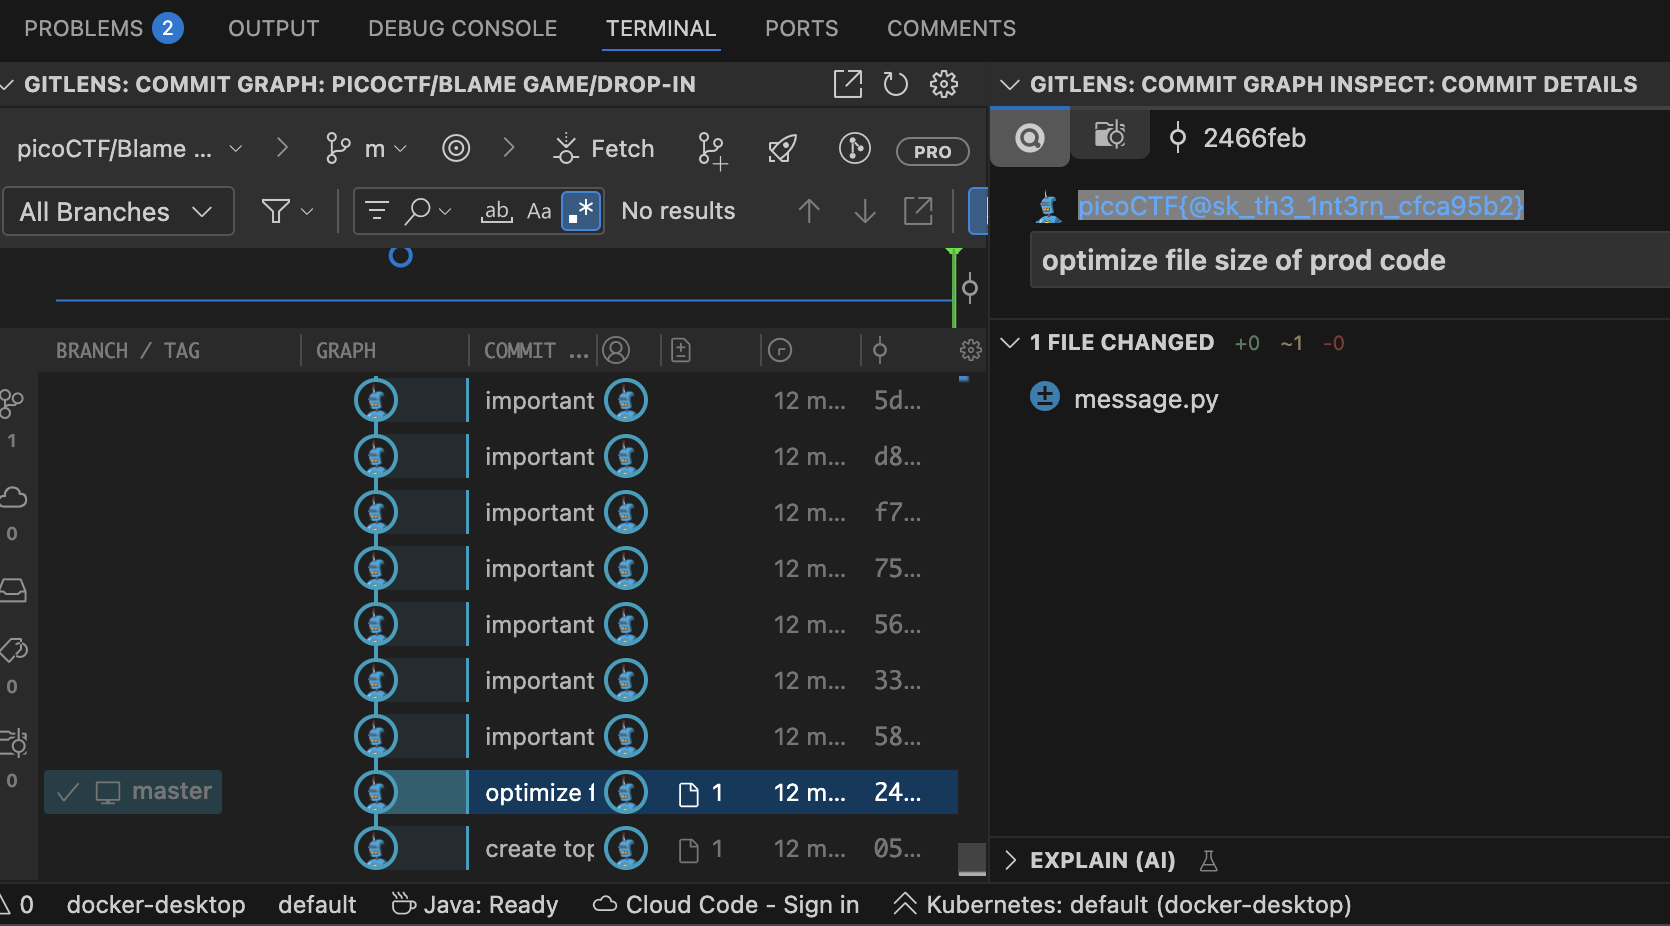 PROBLEMS 2 OUTPUT DEBUG CONSOLE TERMINAL PORTS COMMENTS
GITLENS: COMMIT GRAPH: PICOCTF/BLAME GAME/DROP-IN
picoCTF/Blame ... m Fetch PRO
All Branches ab Aa .* No results
BRANCH / TAG GRAPH COMMIT ...
important 12 m... 5d...
1 important 12 m... d8...
important 12 m... f7...
0 important 12 m... 75...
important 12 m... 56...
0 important 12 m... 33...
important 12 m... 58...
0 master optimize f 1 12 m... 24...
create top 1 12 m... 05...
GITLENS: COMMIT GRAPH INSPECT: COMMIT DETAILS
2466feb
picoCTF{@sk_th3_1nt3rn_cfca95b2}
optimize file size of prod code
1 FILE CHANGED +0 ~1 -0
message.py
EXPLAIN (AI)
0 docker-desktop default Java: Ready Cloud Code - Sign in Kubernetes: default (docker-desktop)